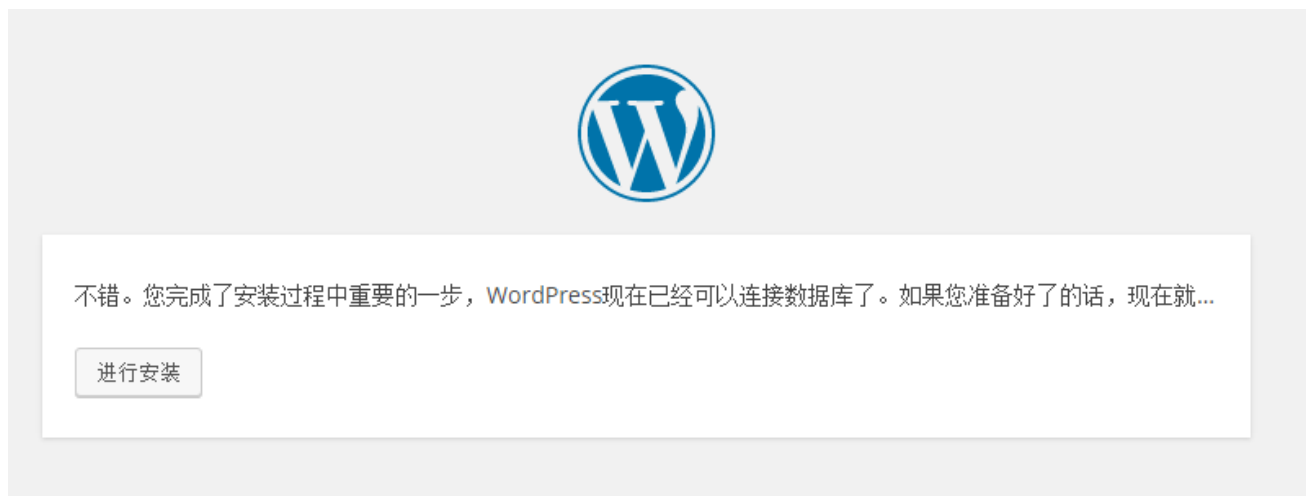 不错。您完成了安装过程中重要的一步，WordPress现在已经可以连接数据库了。如果您准备好了的话，现在就…
进行安装